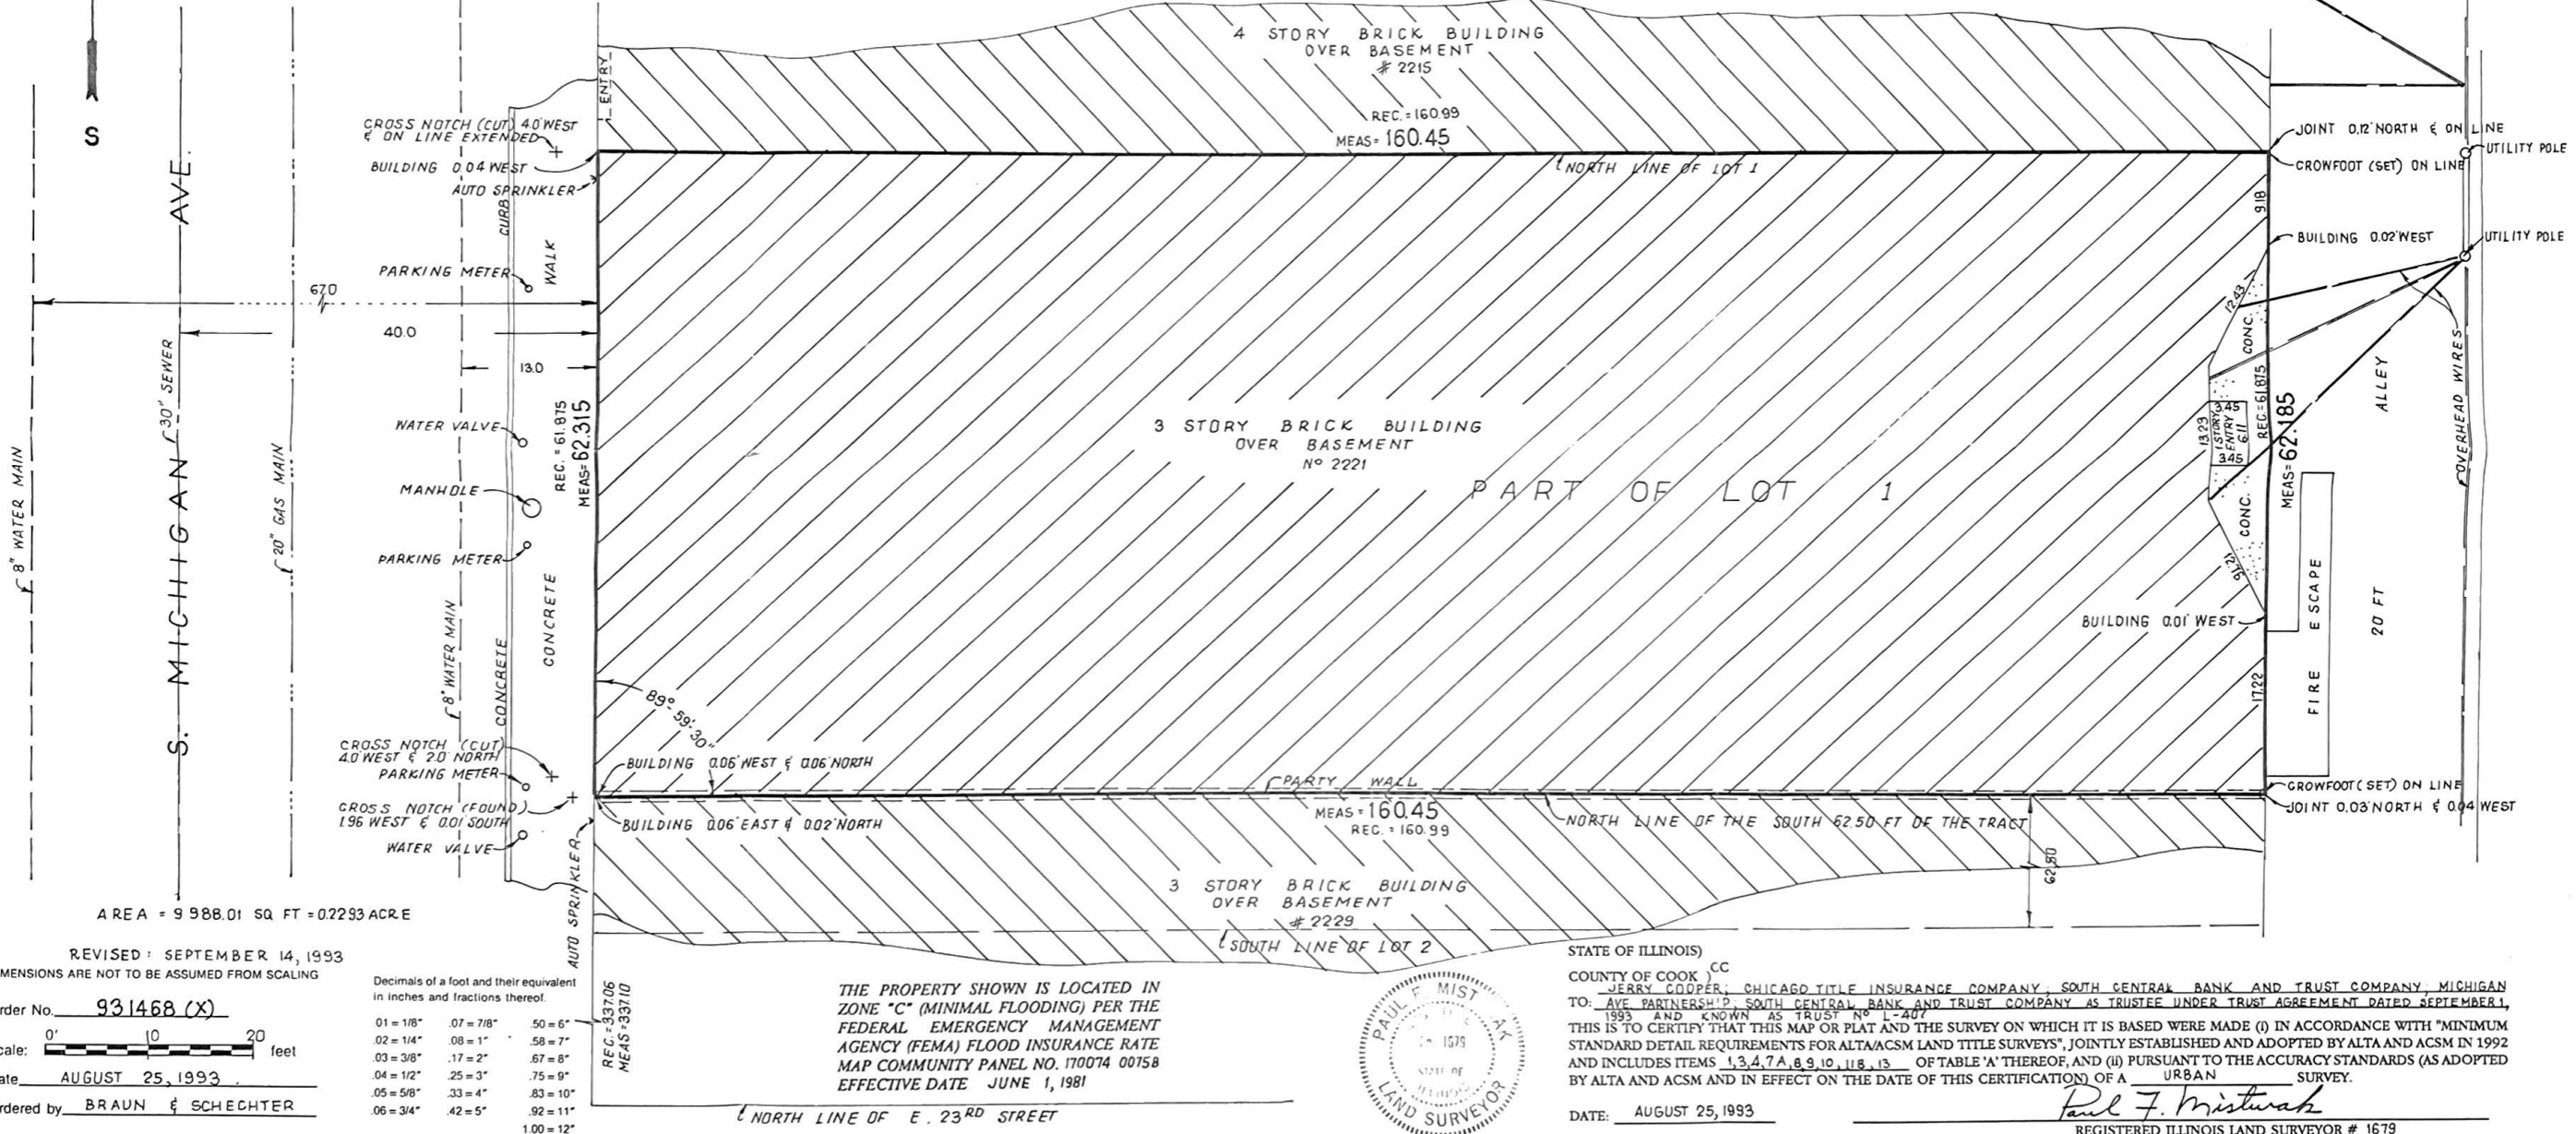 S
S. MICHIGAN AVE.
8" WATER MAIN
30" SEWER
20" GAS MAIN
8" WATER MAIN
67.0
40.0
13.0
CROSS NOTCH (CUT) 4.0' WEST
& ON LINE EXTENDED
BUILDING 0.04 WEST
AUTO SPRINKLER
CURB
WALK
PARKING METER
WATER VALVE
MANHOLE
PARKING METER
CONCRETE
CONCRETE
REC. = 61.875
MEAS= 62.315
CROSS NOTCH (CUT)
4.0' WEST & 2.0' NORTH
PARKING METER
CROSS NOTCH (FOUND)
1.96 WEST & 0.01' SOUTH
WATER VALVE
AUTO SPRINKLER
ENTRY
4 STORY BRICK BUILDING
OVER BASEMENT
# 2215
REC. = 160.99
MEAS= 160.45
NORTH LINE OF LOT 1
3 STORY BRICK BUILDING
OVER BASEMENT
Nº 2221
PART OF LOT 1
89°-59'-30"
BUILDING 0.06' WEST & 0.06' NORTH
PARTY WALL
BUILDING 0.06' EAST & 0.02' NORTH
MEAS= 160.45
REC. = 160.99
NORTH LINE OF THE SOUTH 62.50 FT OF THE TRACT
3 STORY BRICK BUILDING
OVER BASEMENT
# 2229
SOUTH LINE OF LOT 2
JOINT 0.12' NORTH & ON LINE
UTILITY POLE
CROWFOOT (SET) ON LINE
9.18
BUILDING 0.02' WEST
UTILITY POLE
12.43
CONC.
REC.= 61.875
MEAS= 62.185
13.29
3.45
1 STORY
ENTRY
6.11
3.45
CONC.
12.16
BUILDING 0.01' WEST
17.22
FIRE ESCAPE
20 FT ALLEY
OVERHEAD WIRES
CROWFOOT (SET) ON LINE
JOINT 0.03' NORTH & 0.04 WEST
AREA = 9 988.01 SQ FT = 0.2293 ACRE
REVISED: SEPTEMBER 14, 1993
MENSIONS ARE NOT TO BE ASSUMED FROM SCALING
rder No. 931468 (X)
cale: 0' 10 20 feet
ate AUGUST 25, 1993.
rdered by BRAUN & SCHECHTER
Decimals of a foot and their equivalent
in inches and fractions thereof.
01 = 1/8" .07 = 7/8" .50 = 6"
.02 = 1/4" .08 = 1" .58 = 7"
.03 = 3/8" .17 = 2" .67 = 8"
.04 = 1/2" .25 = 3" .75 = 9"
.05 = 5/8" .33 = 4" .83 = 10"
.06 = 3/4" .42 = 5" .92 = 11"
1.00 = 12"
REC.= 337.06
MEAS = 337.10
THE PROPERTY SHOWN IS LOCATED IN
ZONE "C" (MINIMAL FLOODING) PER THE
FEDERAL EMERGENCY MANAGEMENT
AGENCY (FEMA) FLOOD INSURANCE RATE
MAP COMMUNITY PANEL NO. 170074 0075B
EFFECTIVE DATE JUNE 1, 1981
NORTH LINE OF E. 23RD STREET
PAUL F. MIST AK
1679
STATE OF
ILLINOIS
LAND SURVEYOR
STATE OF ILLINOIS)
COUNTY OF COOK ) CC
JERRY COOPER; CHICAGO TITLE INSURANCE COMPANY; SOUTH CENTRAL BANK AND TRUST COMPANY; MICHIGAN
TO: AVE PARTNERSHIP; SOUTH CENTRAL BANK AND TRUST COMPANY AS TRUSTEE UNDER TRUST AGREEMENT DATED SEPTEMBER 1,
1993 AND KNOWN AS TRUST Nº L-407
THIS IS TO CERTIFY THAT THIS MAP OR PLAT AND THE SURVEY ON WHICH IT IS BASED WERE MADE (i) IN ACCORDANCE WITH "MINIMUM
STANDARD DETAIL REQUIREMENTS FOR ALTA/ACSM LAND TITLE SURVEYS", JOINTLY ESTABLISHED AND ADOPTED BY ALTA AND ACSM IN 1992
AND INCLUDES ITEMS 1,3,4,7A,8,9,10,11B,13 OF TABLE 'A' THEREOF, AND (ii) PURSUANT TO THE ACCURACY STANDARDS (AS ADOPTED
BY ALTA AND ACSM AND IN EFFECT ON THE DATE OF THIS CERTIFICATION) OF A URBAN SURVEY.
DATE: AUGUST 25, 1993
Paul F. Misturak
REGISTERED ILLINOIS LAND SURVEYOR # 1679